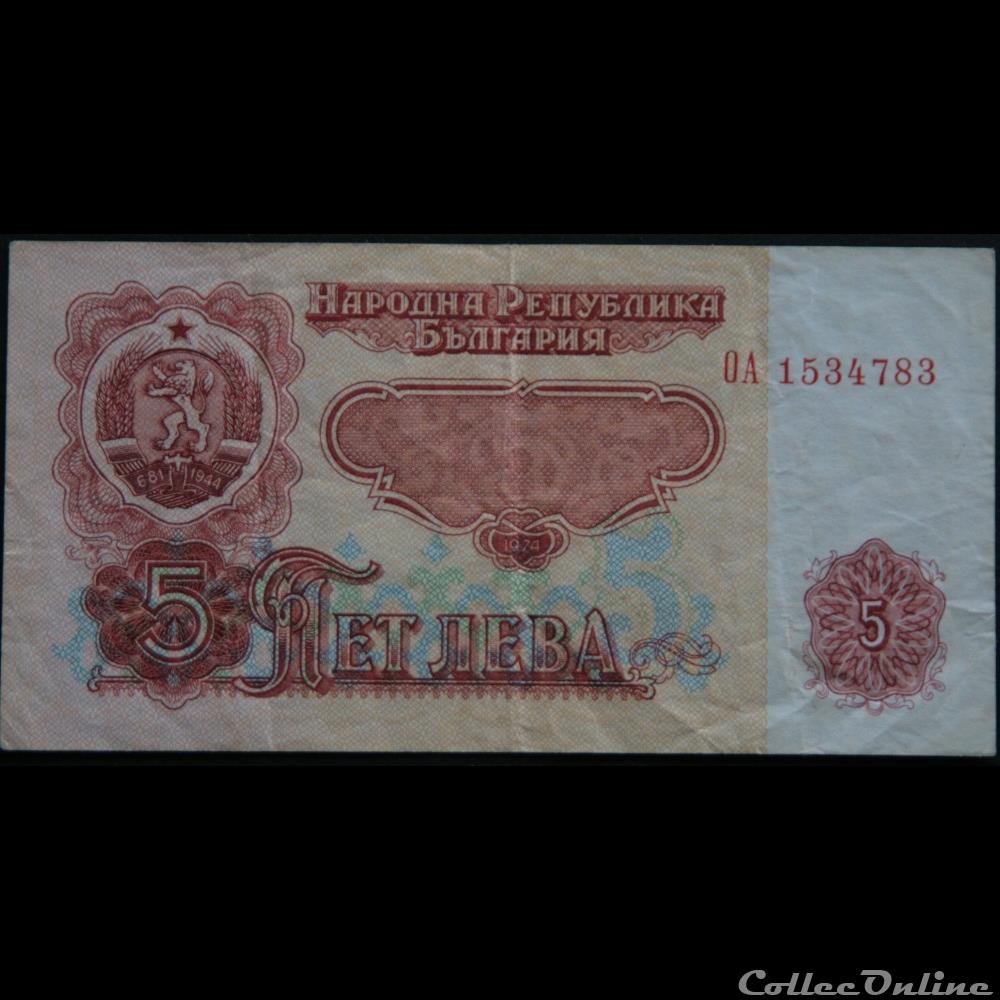 НАРОДНА РЕПУБЛИКА
БЪЛГАРИЯ
ОА 1534783
681 1944
1974
5
5 ПЕТ ЛЕВА
5
CollecOnline